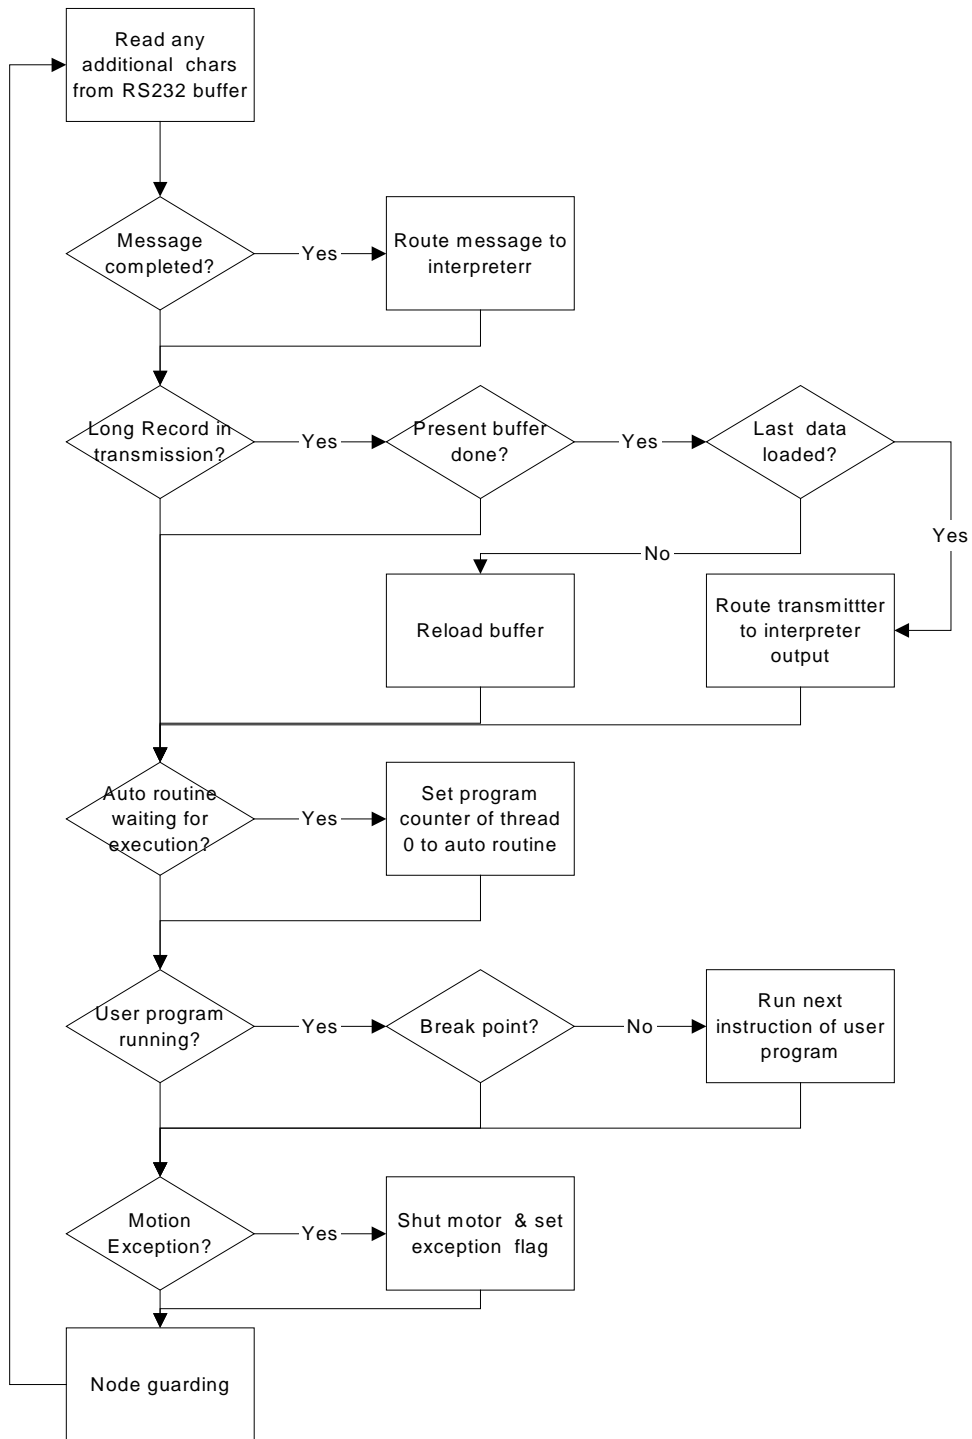 Read any
additional chars
from RS232 buffer
Message
completed?
Yes
Route message to
interpreterr
Long Record in
transmission?
Yes
Present buffer
done?
Yes
Last data
loaded?
Yes
No
Reload buffer
Route transmittter
to interpreter
output
Auto routine
waiting for
execution?
Yes
Set program
counter of thread
0 to auto routine
User program
running?
Yes
Break point?
No
Run next
instruction of user
program
Motion
Exception?
Yes
Shut motor & set
exception flag
Node guarding